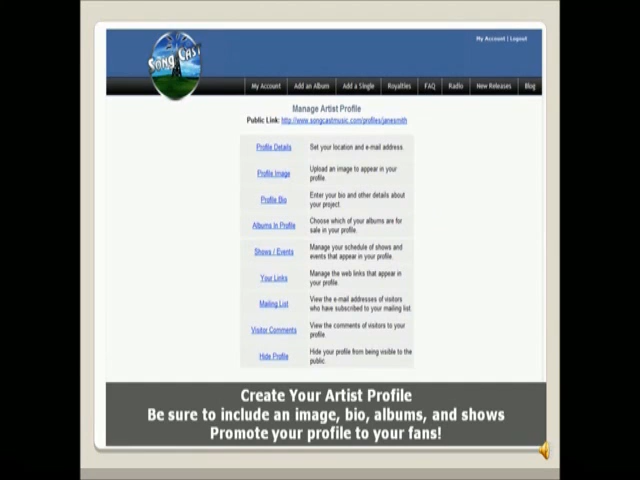 My Account | Logout
SONG CAST
My Account Add an Album Add a Single Royalties FAQ Radio New Releases Blog
Manage Artist Profile
Public Link: http://www.songcastmusic.com/profiles/janesmith
Profile Details Set your location and e-mail address.
Profile Image Upload an image to appear in your
profile.
Profile Bio Enter your bio and other details about
your project.
Albums In Profile Choose which of your albums are for
sale in your profile.
Shows / Events Manage your schedule of shows and
events that appear in your profile.
Your Links Manage the web links that appear in
your profile.
Mailing List View the e-mail addresses of visitors
who have subscribed to your mailing list.
Visitor Comments View the comments of visitors to your
profile.
Hide Profile Hide your profile from being visible to the
public.
Create Your Artist Profile
Be sure to include an image, bio, albums, and shows
Promote your profile to your fans!